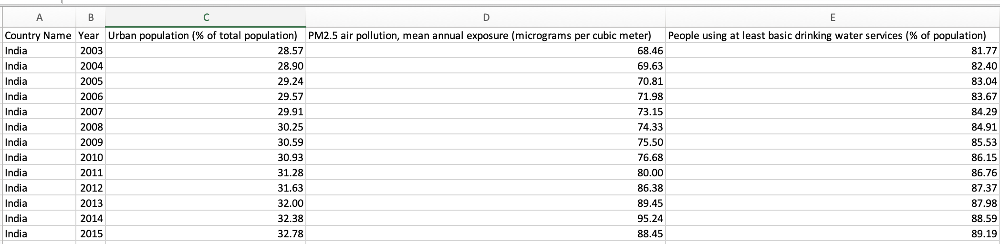 A B C D E
Country Name Year Urban population (% of total population) PM2.5 air pollution, mean annual exposure (micrograms per cubic meter) People using at least basic drinking water services (% of population)
India 2003 28.57 68.46 81.77
India 2004 28.90 69.63 82.40
India 2005 29.24 70.81 83.04
India 2006 29.57 71.98 83.67
India 2007 29.91 73.15 84.29
India 2008 30.25 74.33 84.91
India 2009 30.59 75.50 85.53
India 2010 30.93 76.68 86.15
India 2011 31.28 80.00 86.76
India 2012 31.63 86.38 87.37
India 2013 32.00 89.45 87.98
India 2014 32.38 95.24 88.59
India 2015 32.78 88.45 89.19